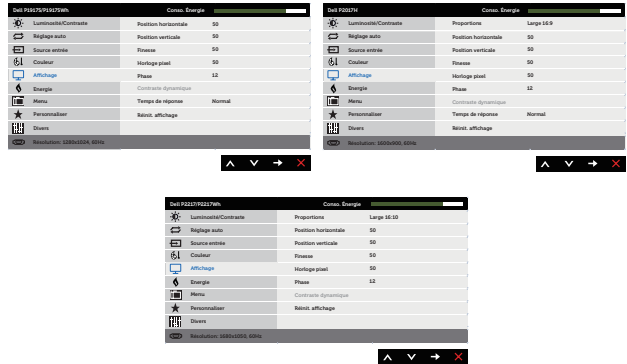 Dell P1917S/P1917SWh Conso. Énergie
Luminosité/Contraste Position horizontale 50
Réglage auto Position verticale 50
Source entrée Finesse 50
Couleur Horloge pixel 50
Affichage Phase 12
Energie Contraste dynamique
Menu Temps de réponse Normal
Personnaliser Réinit. affichage
Divers
Résolution: 1280x1024, 60Hz
Dell P2017H Conso. Énergie
Luminosité/Contraste Proportions Large 16:9
Réglage auto Position horizontale 50
Source entrée Position verticale 50
Couleur Finesse 50
Affichage Horloge pixel 50
Energie Phase 12
Menu Contraste dynamique
Personnaliser Temps de réponse Normal
Divers Réinit. affichage
Résolution: 1600x900, 60Hz
Dell P2217/P2217Wh Conso. Énergie
Luminosité/Contraste Proportions Large 16:10
Réglage auto Position horizontale 50
Source entrée Position verticale 50
Couleur Finesse 50
Affichage Horloge pixel 50
Energie Phase 12
Menu Contraste dynamique
Personnaliser Réinit. affichage
Divers
Résolution: 1680x1050, 60Hz